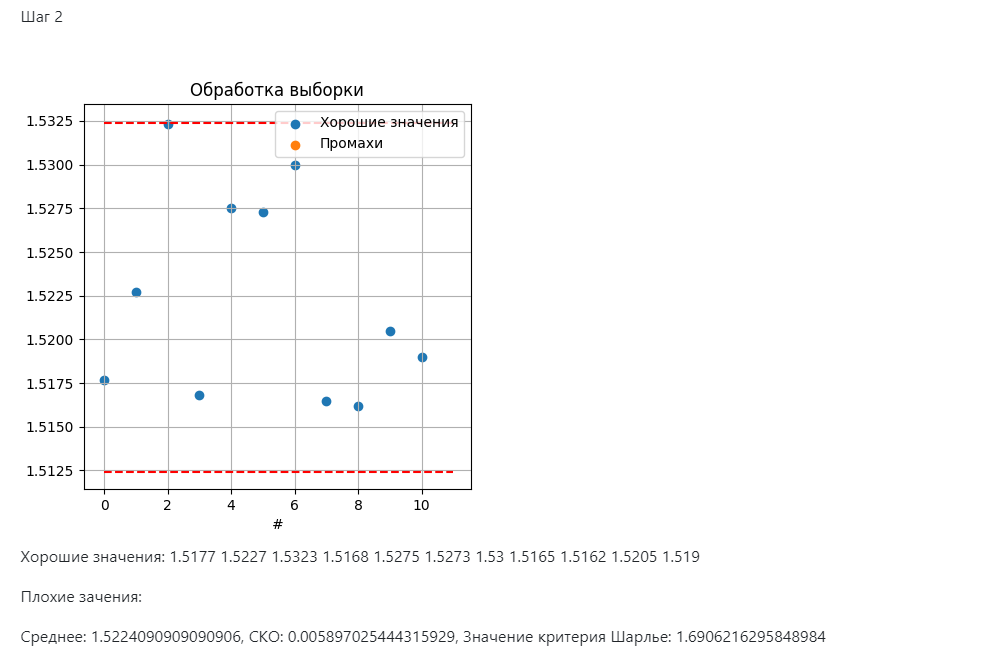 Шаг 2
Обработка выборки
Хорошие значения
Промахи
1.5325
1.5300
1.5275
1.5250
1.5225
1.5200
1.5175
1.5150
1.5125
0 2 4 6 8 10
#
Хорошие значения: 1.5177 1.5227 1.5323 1.5168 1.5275 1.5273 1.53 1.5165 1.5162 1.5205 1.519
Плохие зачения:
Среднее: 1.5224090909090906, СКО: 0.005897025444315929, Значение критерия Шарлье: 1.6906216295848984